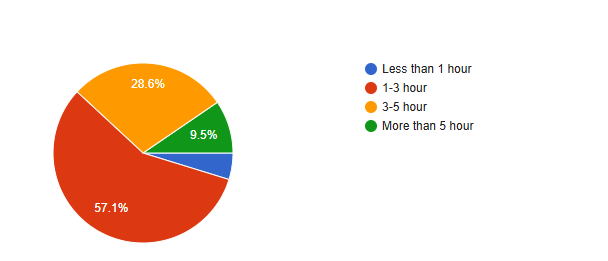 28.6%
9.5%
57.1%
Less than 1 hour
1-3 hour
3-5 hour
More than 5 hour